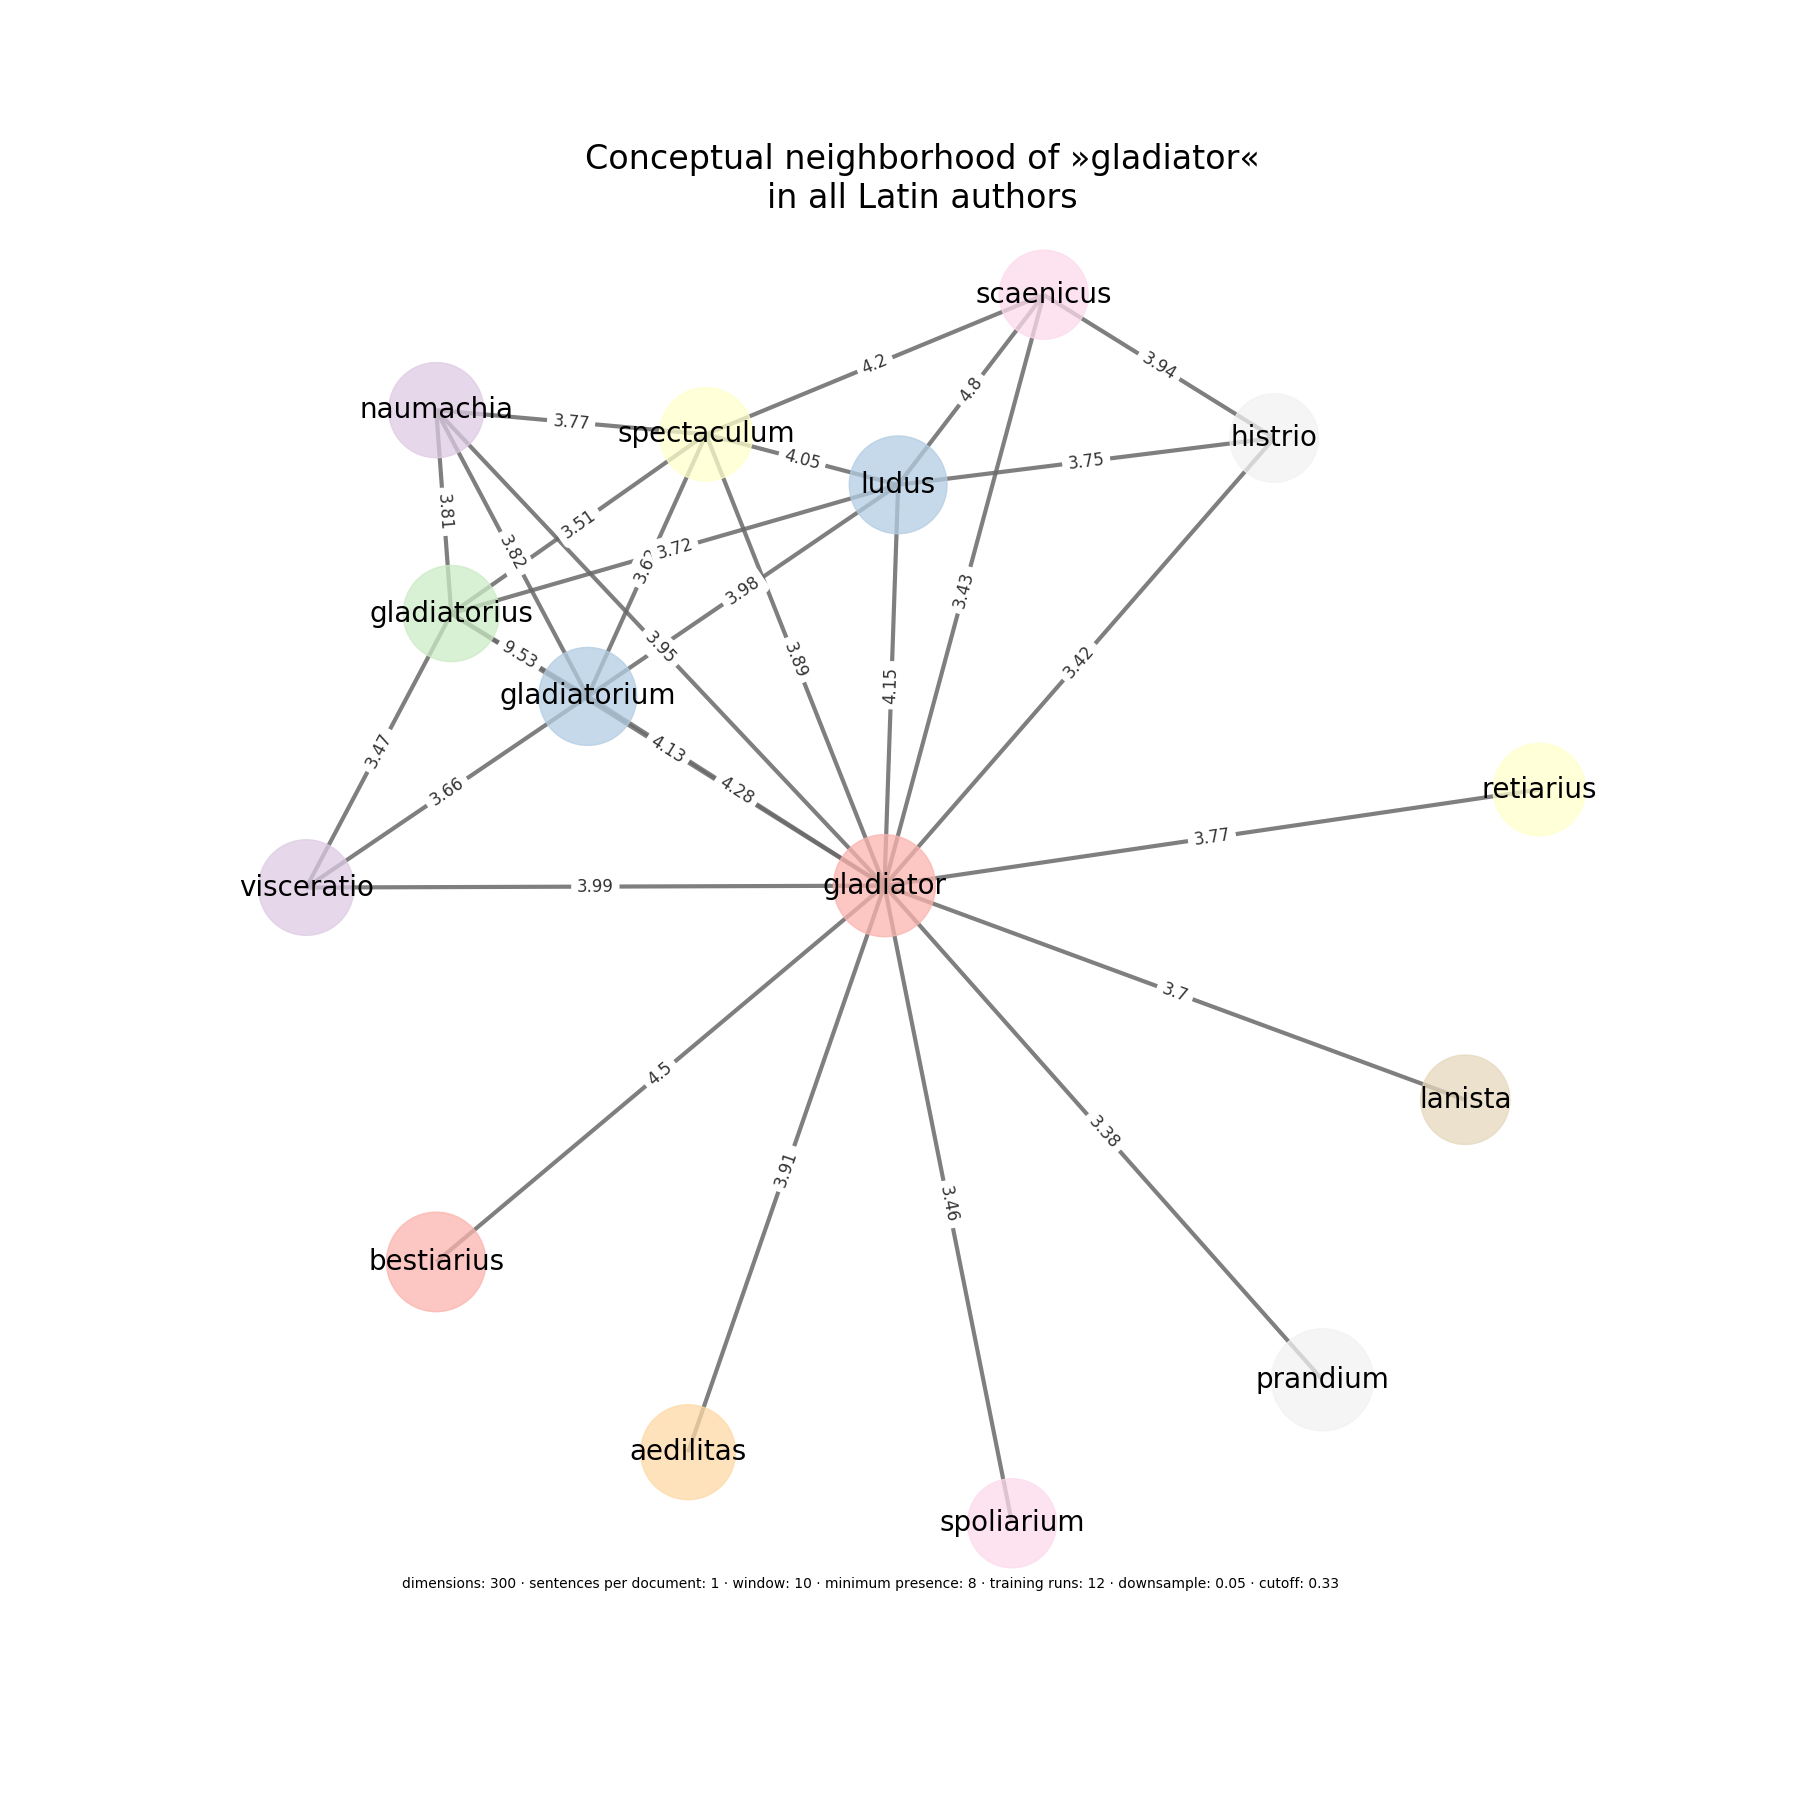 Conceptual neighborhood of »gladiator«
in all Latin authors
scaenicus
4.2
3.94
4.8
naumachia
3.77
spectaculum
4.05
histrio
3.75
ludus
3.81
3.82
3.51
3.72
3.98
3.43
gladiatorius
9.53
3.95
3.89
3.42
gladiatorium
4.15
3.47
4.13
3.66
4.28
retiarius
3.77
visceratio
3.99
gladiator
3.7
4.5
lanista
3.38
3.91
3.46
bestiarius
prandium
aedilitas
spoliarium
dimensions: 300 · sentences per document: 1 · window: 10 · minimum presence: 8 · training runs: 12 · downsample: 0.05 · cutoff: 0.33